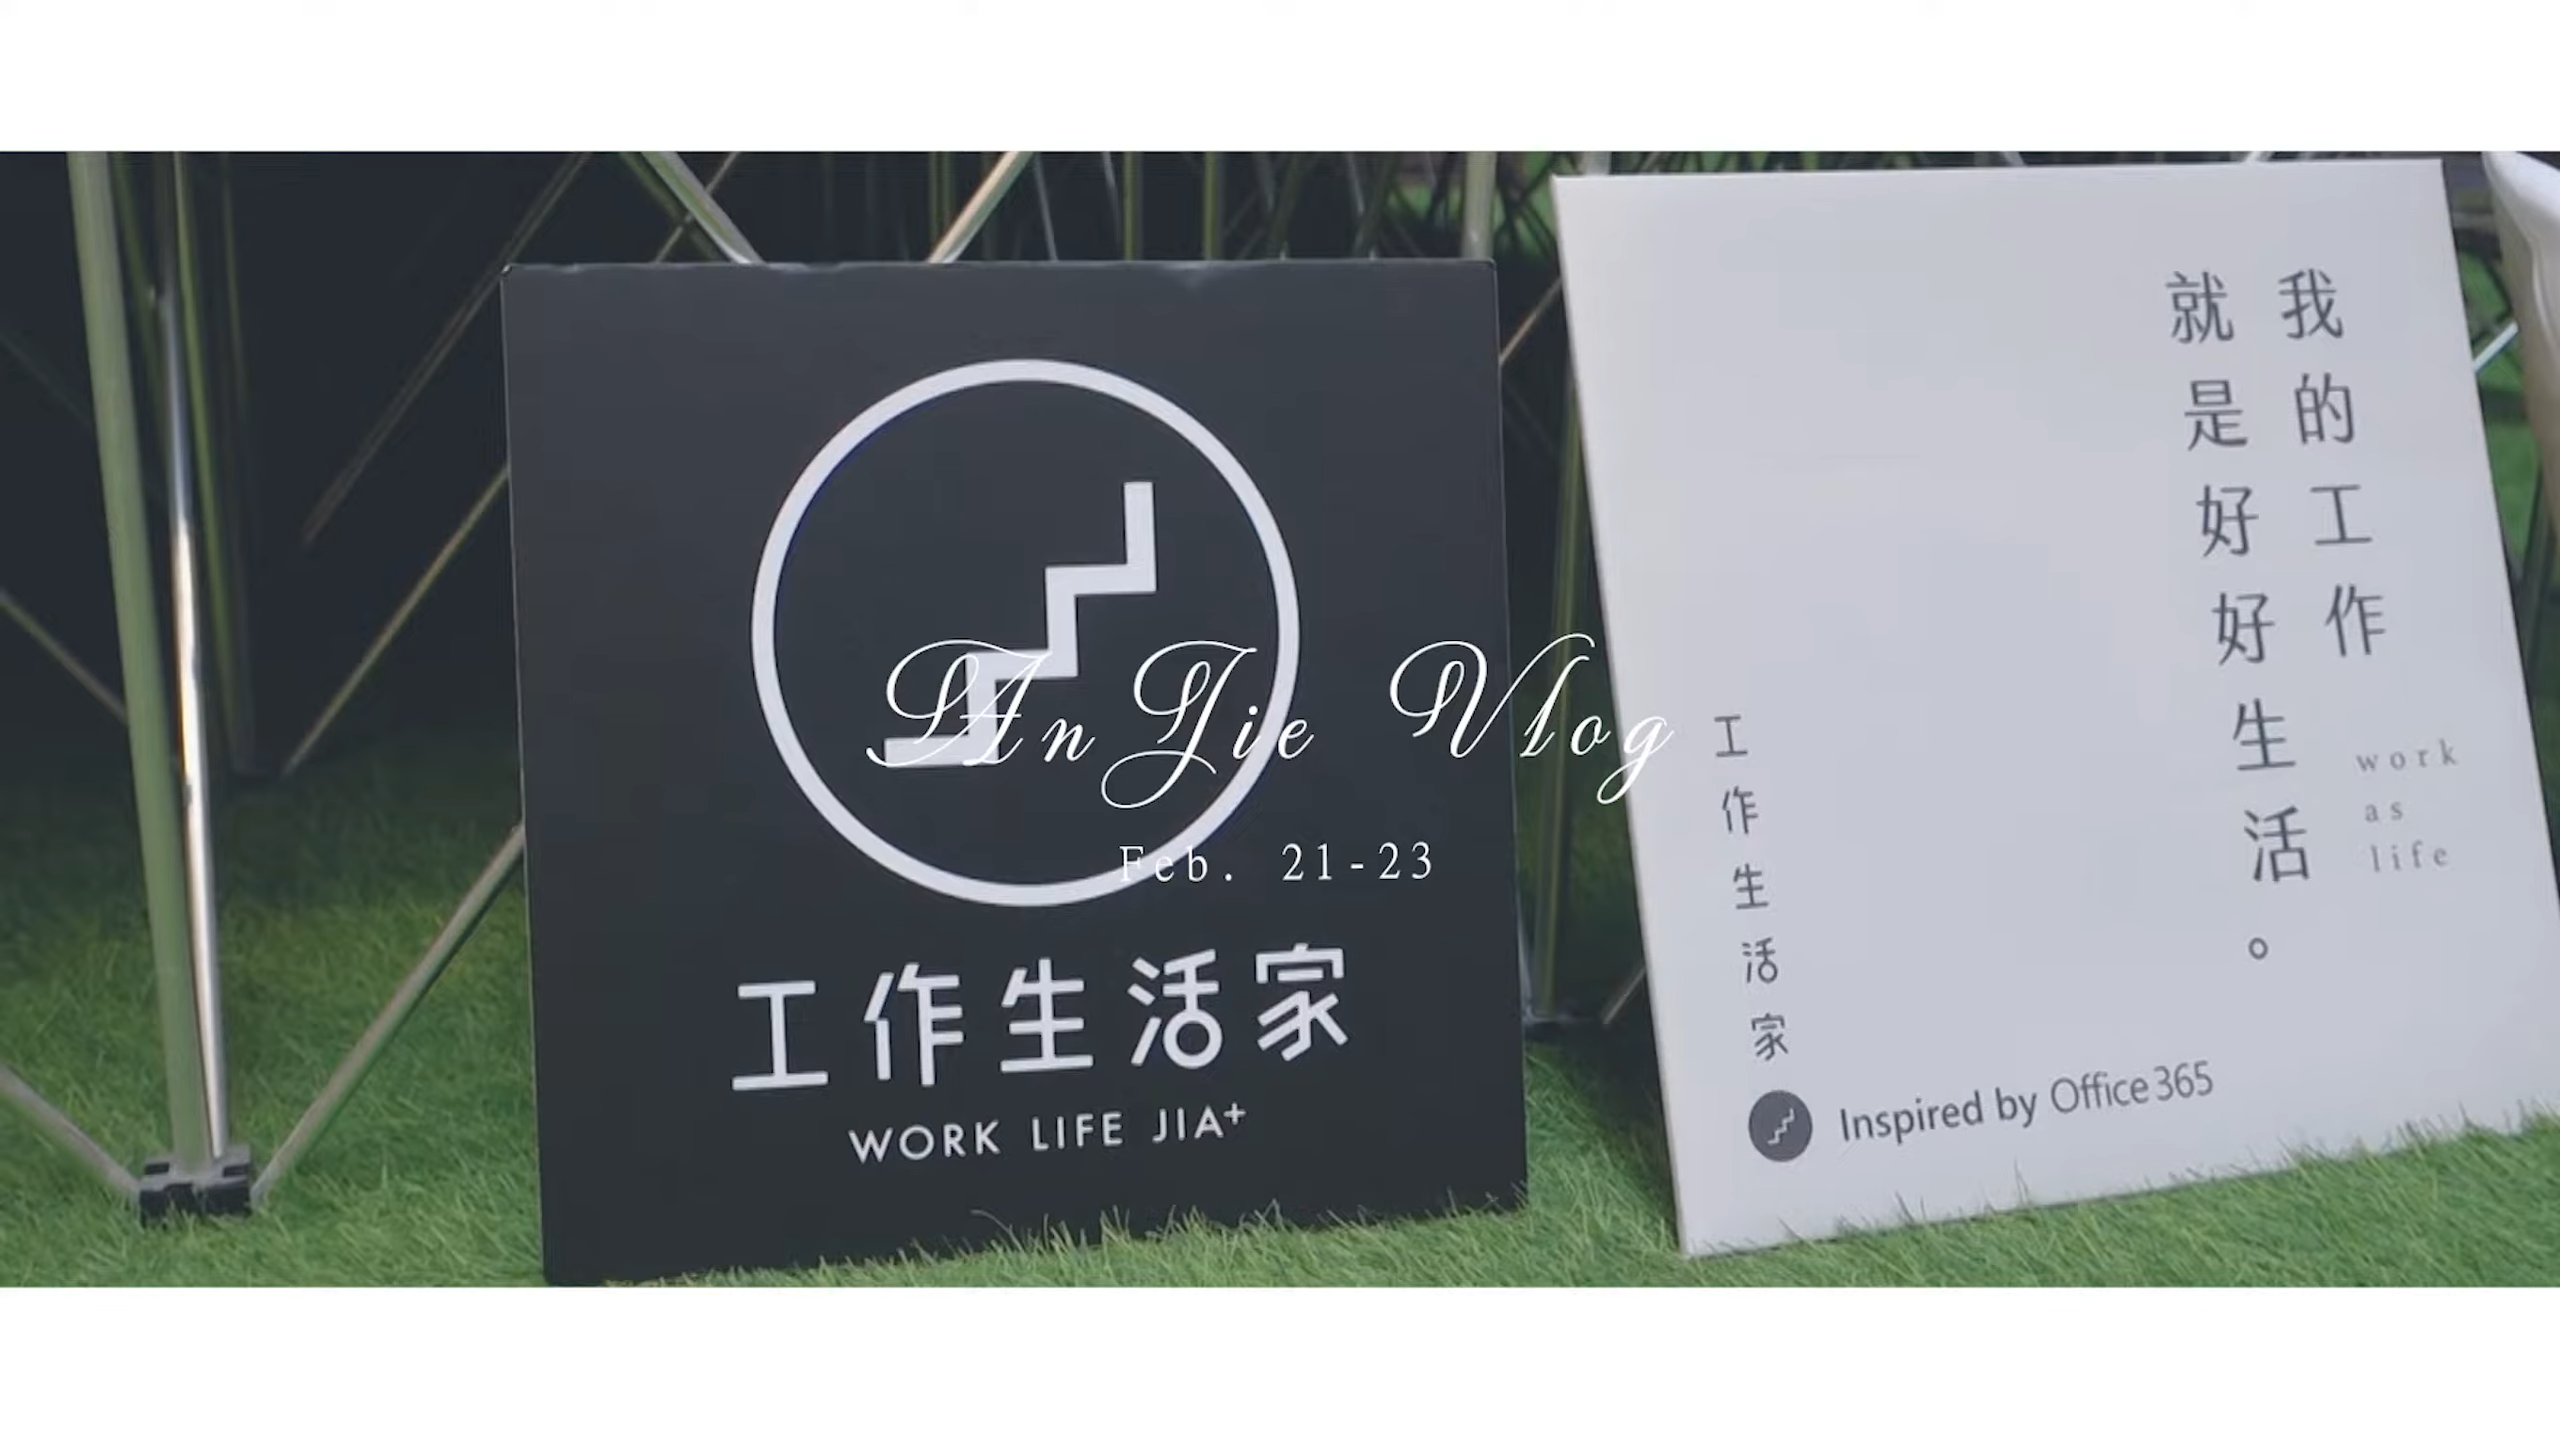 AnJie Vlog
Feb. 21-23
工作生活家
WORK LIFE JIA+
我的工作
就是好好生活。
work
as
life
工作生活家
Inspired by Office 365